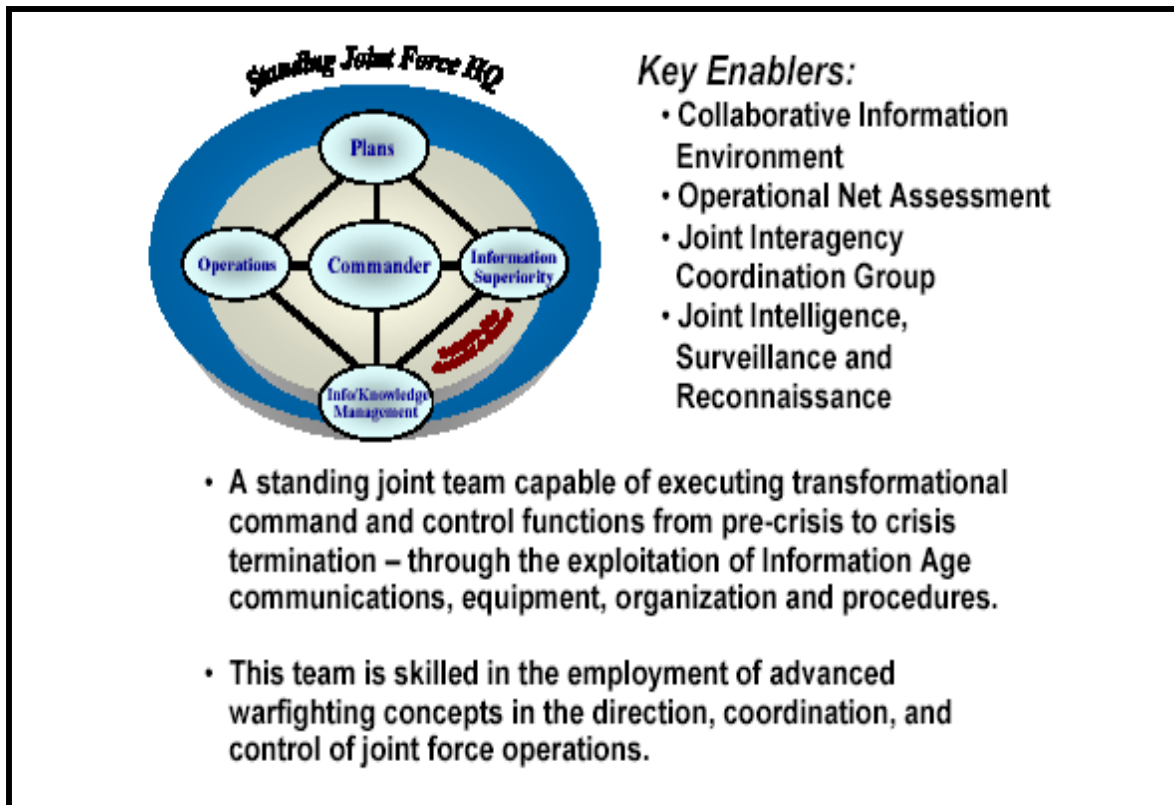 Standing Joint Force HQ
Plans
Operations
Commander
Information
Superiority
Info/Knowledge
Management
Key Enablers:
• Collaborative Information
Environment
• Operational Net Assessment
• Joint Interagency
Coordination Group
• Joint Intelligence,
Surveillance and
Reconnaissance
• A standing joint team capable of executing transformational
command and control functions from pre-crisis to crisis
termination – through the exploitation of Information Age
communications, equipment, organization and procedures.
• This team is skilled in the employment of advanced
warfighting concepts in the direction, coordination, and
control of joint force operations.